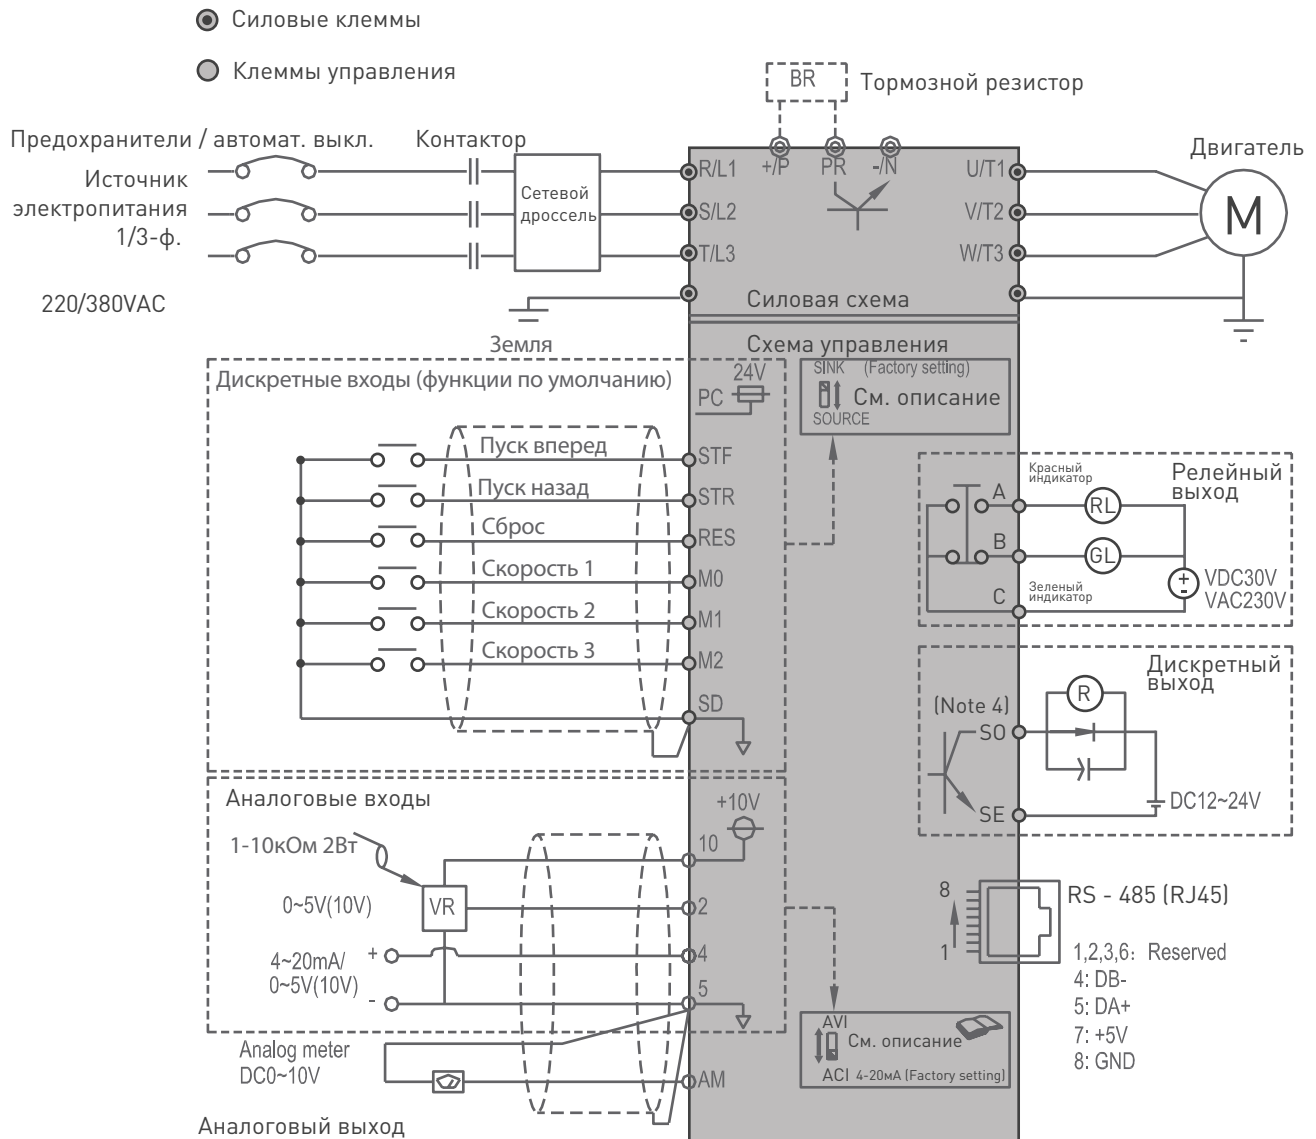 Силовые клеммы
Клеммы управления
BR
Тормозной резистор
Предохранители / автомат. выкл.
Контактор
Двигатель
Источник
электропитания
1/3-ф.
220/380VAC
Сетевой
дроссель
R/L1
+/P
PR
-/N
U/T1
S/L2
V/T2
M
T/L3
W/T3
Силовая схема
Земля
Схема управления
Дискретные входы (функции по умолчанию)
24V
PC
SINK (Factory setting)
См. описание
SOURCE
Пуск вперед
STF
Пуск назад
STR
Сброс
RES
Скорость 1
M0
Скорость 2
M1
Скорость 3
M2
SD
Красный
индикатор
Релейный
выход
A
RL
B
GL
C
Зеленый
индикатор
+
-
VDC30V
VAC230V
Дискретный
выход
R
(Note 4)
SO
SE
DC12~24V
Аналоговые входы
+10V
1-10кОм 2Вт
10
0~5V(10V)
VR
2
4~20mA/
0~5V(10V)
+
4
-
5
8
1
RS - 485 (RJ45)
1,2,3,6: Reserved
4: DB-
5: DA+
7: +5V
8: GND
AVI
См. описание
ACI 4-20мА (Factory setting)
Analog meter
DC0~10V
AM
Аналоговый выход